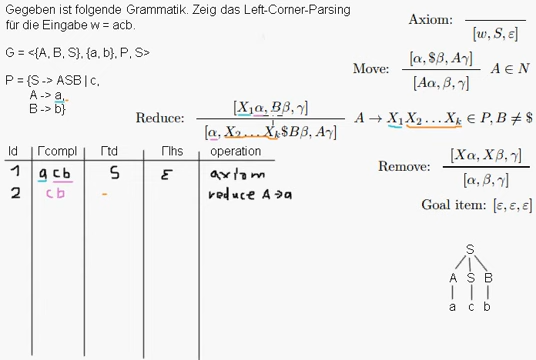 Gegeben ist folgende Grammatik. Zeig das Left-Corner-Parsing
für die Eingabe w = acb.
G = <{A, B, S}, {a, b}, P, S>
P = {S -> ASB | c,
A -> a,
B -> b}
Axiom: [w, S, ε]
Move: [α, $β, Aγ] A ∈ N
[Aα, β, γ]
Reduce: [X₁α, Bβ, γ] A → X₁X₂...Xₖ ∈ P, B ≠ $
[α, X₂...Xₖ$Bβ, Aγ]
Remove: [Xα, Xβ, γ]
[α, β, γ]
Goal item: [ε, ε, ε]
Id Γcompl Γtd Γlhs operation
1 acb S ε axiom
2 cb - reduce A→a
S
A S B
a c b